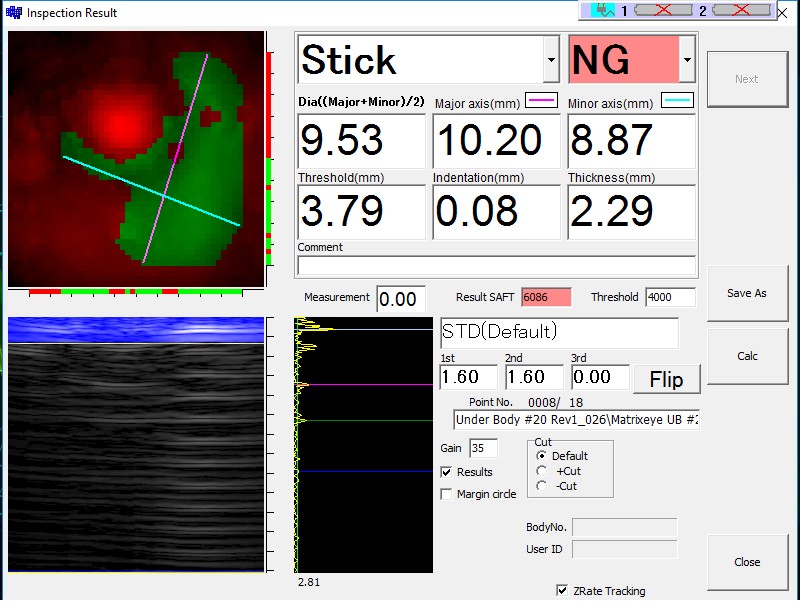 Inspection Result
1 2
Stick NG
Next
Dia((Major+Minor)/2) Major axis(mm) Minor axis(mm)
9.53 10.20 8.87
Threshold(mm) Indentation(mm) Thickness(mm)
3.79 0.08 2.29
Comment
Measurement 0.00 Result SAFT 6086 Threshold 4000
Save As
STD(Default)
1st 2nd 3rd
1.60 1.60 0.00 Flip
Calc
Point No. 0008/ 18
Under Body #20 Rev1_026\Matrixeye UB #2
Gain 35
Cut
Default
Results
+Cut
-Cut
Margin circle
BodyNo.
User ID
Close
2.81
ZRate Tracking